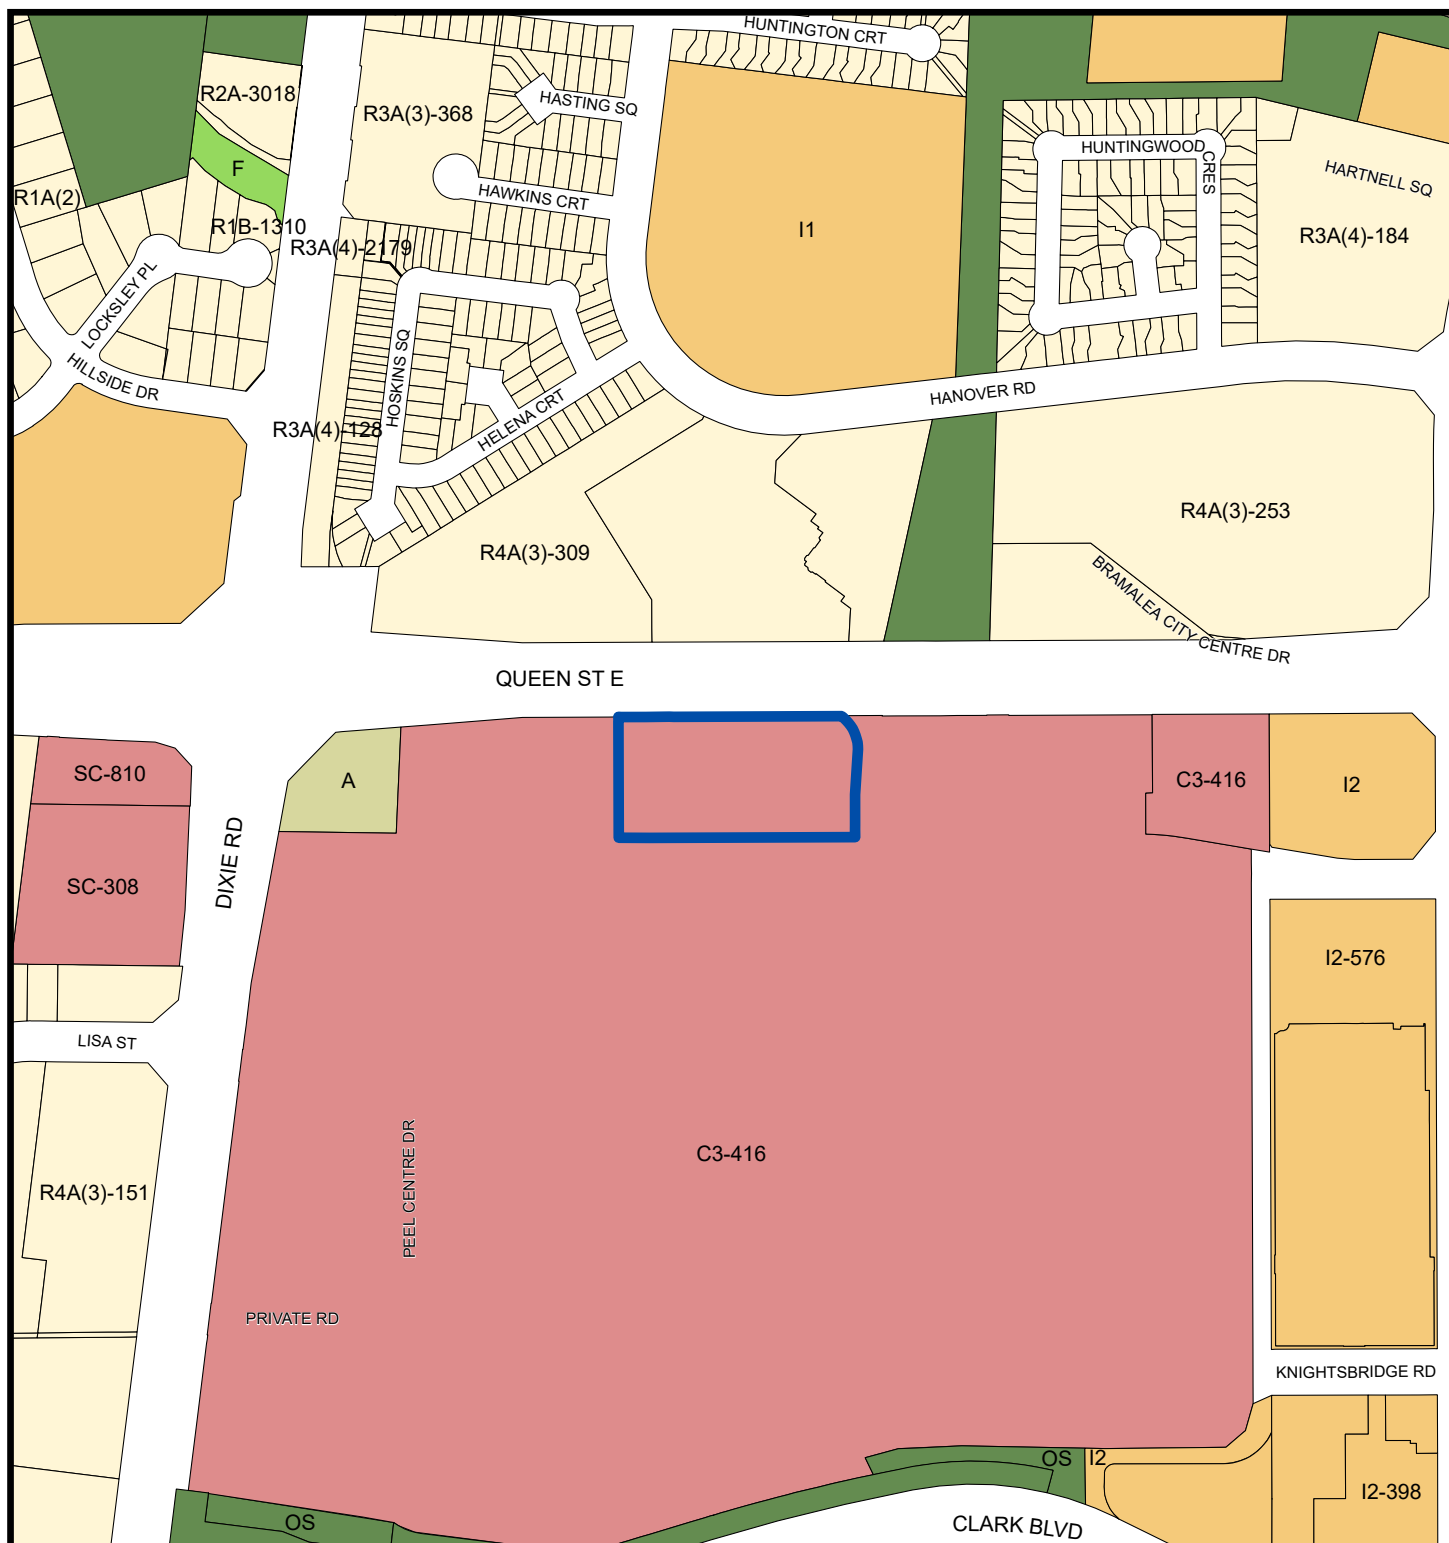 HUNTINGTON CRT
R2A-3018
HASTING SQ
R3A(3)-368
HUNTINGWOOD
CRES
F
HARTNELL SQ
R1A(2)
HAWKINS CRT
R1B-1310
I1
R3A(4)-184
R3A(4)-2179
LOCKSLEY PL
HILLSIDE DR
HOSKINS SQ
HANOVER RD
HELENA CRT
R3A(4)-128
R4A(3)-253
R4A(3)-309
BRAMALEA CITY CENTRE DR
QUEEN ST E
SC-810
A
C3-416
I2
DIXIE RD
SC-308
I2-576
LISA ST
C3-416
PEEL CENTRE DR
R4A(3)-151
PRIVATE RD
KNIGHTSBRIDGE RD
OS
I2
I2-398
OS
CLARK BLVD